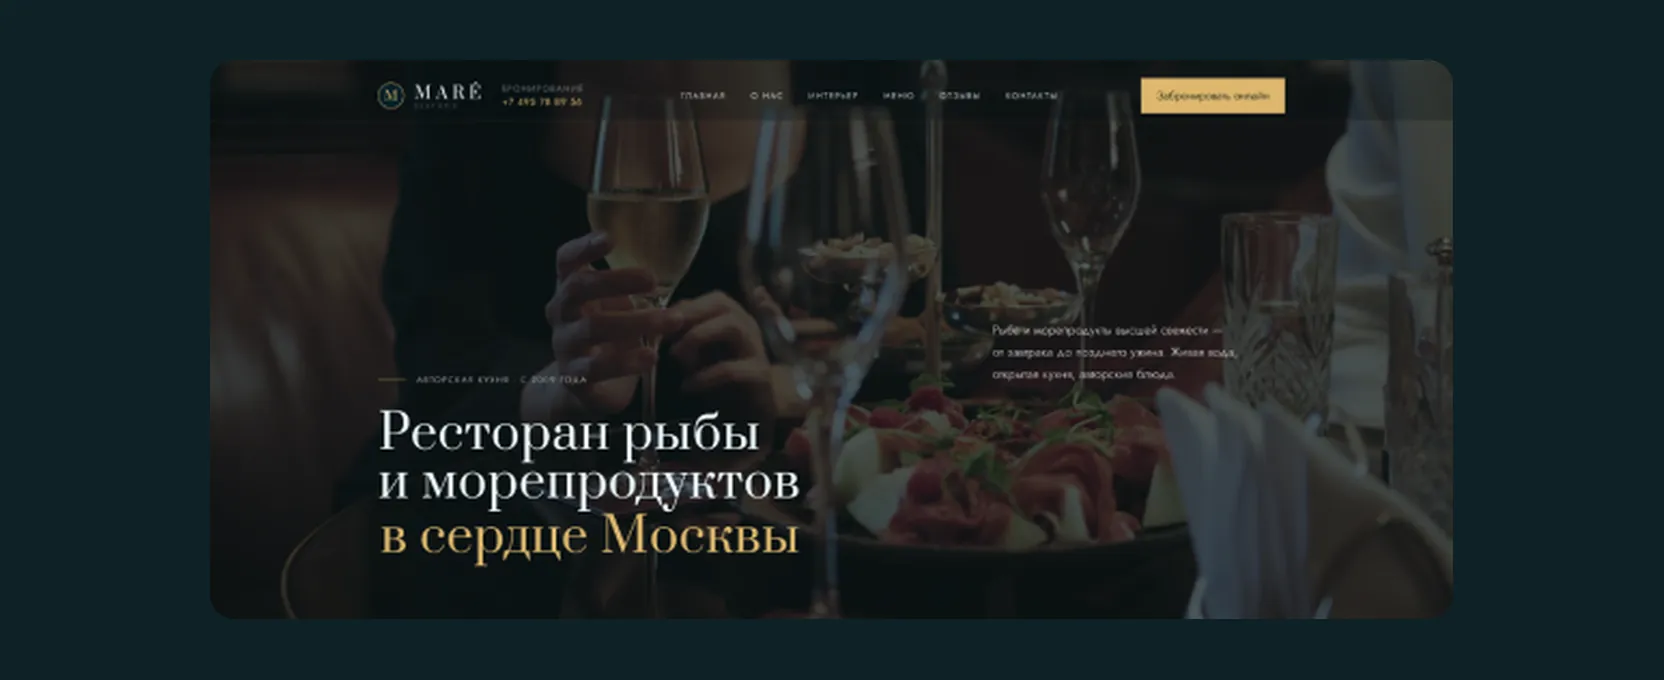 M MARÉ
БРОНИРОВАНИЕ
+7 495 78 89 56
ГЛАВНАЯ О НАС ИНТЕРЬЕР МЕНЮ ОТЗЫВЫ КОНТАКТЫ
Забронировать онлайн
Рыба и морепродукты высшей свежести —
от завтрака до позднего ужина. Живая вода,
открытая кухня, авторские блюда.
АВТОРСКАЯ КУХНЯ · С 2009 ГОДА
Ресторан рыбы
и морепродуктов
в сердце Москвы